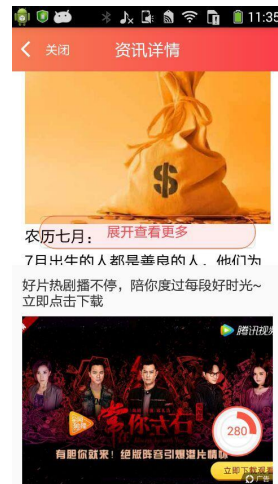 11:35
关闭
资讯详情
$
农历七月：
展开查看更多
7月出生的人都是善良的人，他们为
好片热剧播不停，陪你度过每段好时光~
立即点击下载
腾讯视频
280
有胆你就来！绝版阵容引爆港片情怀
立即下载观看
广告